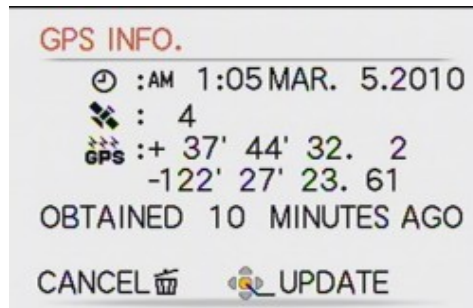 GPS INFO.
:AM 1:05 MAR. 5.2010
: 4
GPS :+ 37' 44' 32. 2
-122' 27' 23. 61
OBTAINED 10 MINUTES AGO
CANCEL UPDATE